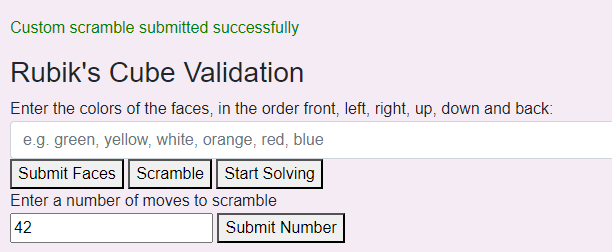 Custom scramble submitted successfully
Rubik's Cube Validation
Enter the colors of the faces, in the order front, left, right, up, down and back:
e.g. green, yellow, white, orange, red, blue
Submit Faces Scramble Start Solving
Enter a number of moves to scramble
42 Submit Number